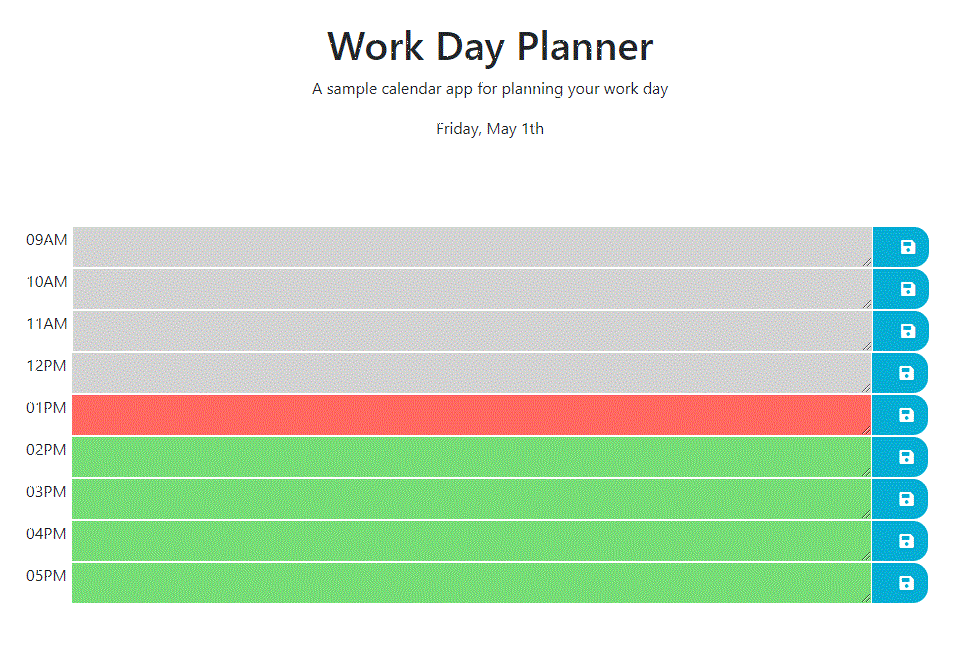 Work Day Planner
A sample calendar app for planning your work day
Friday, May 1th
09AM
10AM
11AM
12PM
01PM
02PM
03PM
04PM
05PM